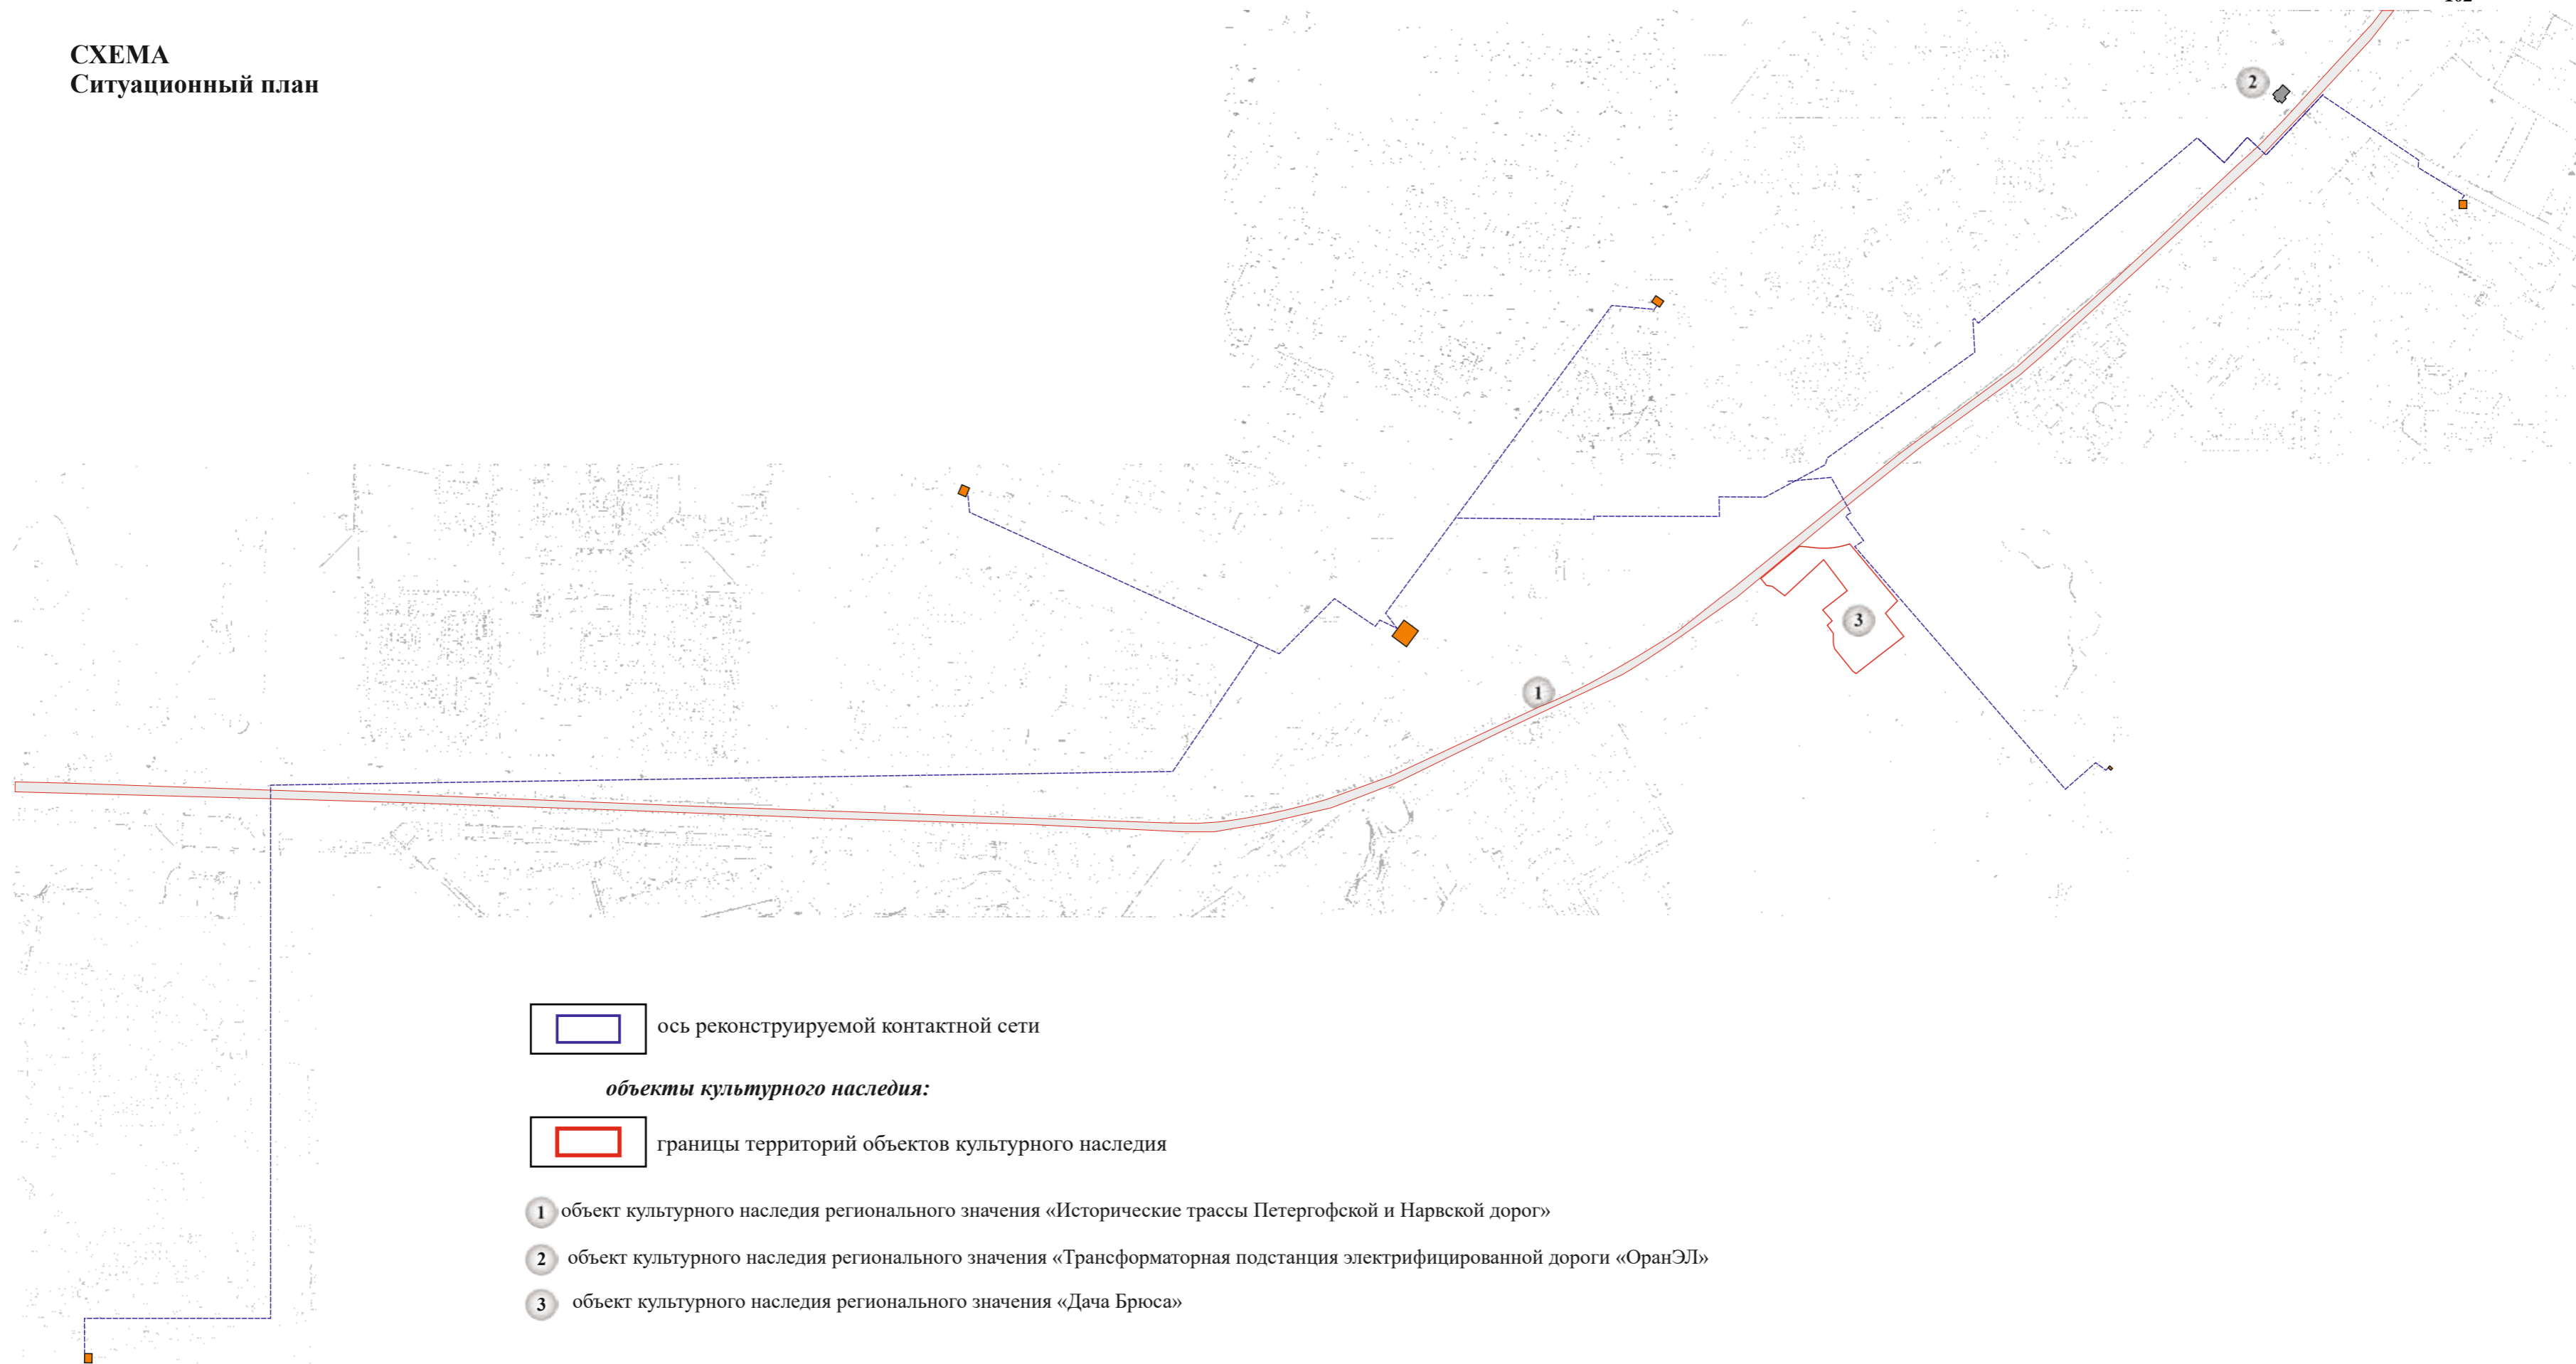 СХЕМА
Ситуационный план
2
3
1
ось реконструируемой контактной сети
объекты культурного наследия:
границы территорий объектов культурного наследия
1 объект культурного наследия регионального значения «Исторические трассы Петергофской и Нарвской дорог»
2 объект культурного наследия регионального значения «Трансформаторная подстанция электрифицированной дороги «ОранЭЛ»
3 объект культурного наследия регионального значения «Дача Брюса»